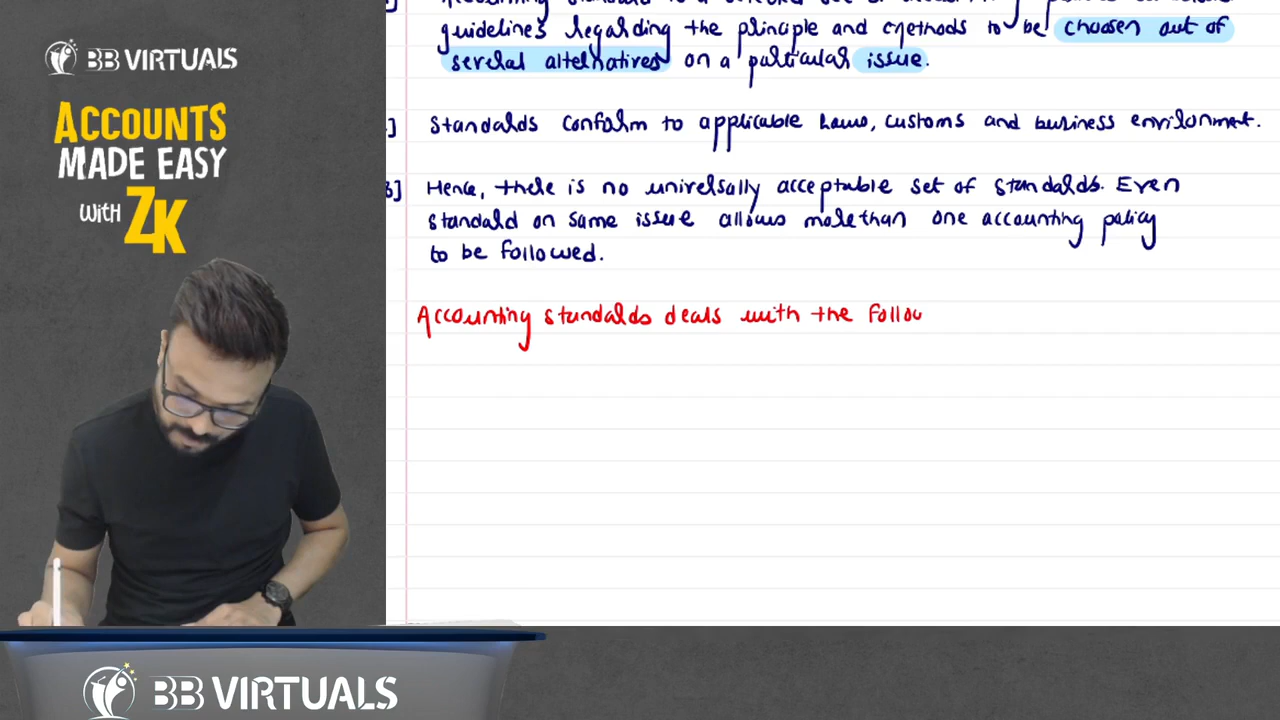 BB VIRTUALS
ACCOUNTS
MADE EASY
WITH ZK
guidelines regarding the principle and methods to be choosen out of
several alternatives on a particular issue.
Standards conform to applicable laws, customs and business environment.
3] Hence, there is no universally acceptable set of standards. Even
standard on same issue allows more than one accounting policy
to be followed.
Accounting standards deals with the follow
BB VIRTUALS